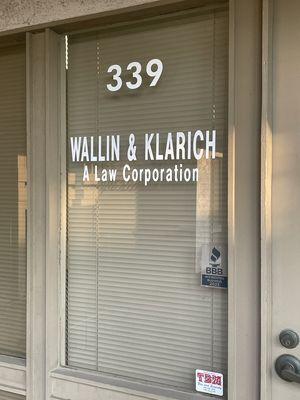 339
WALLIN & KLARICH
A Law Corporation
BBB